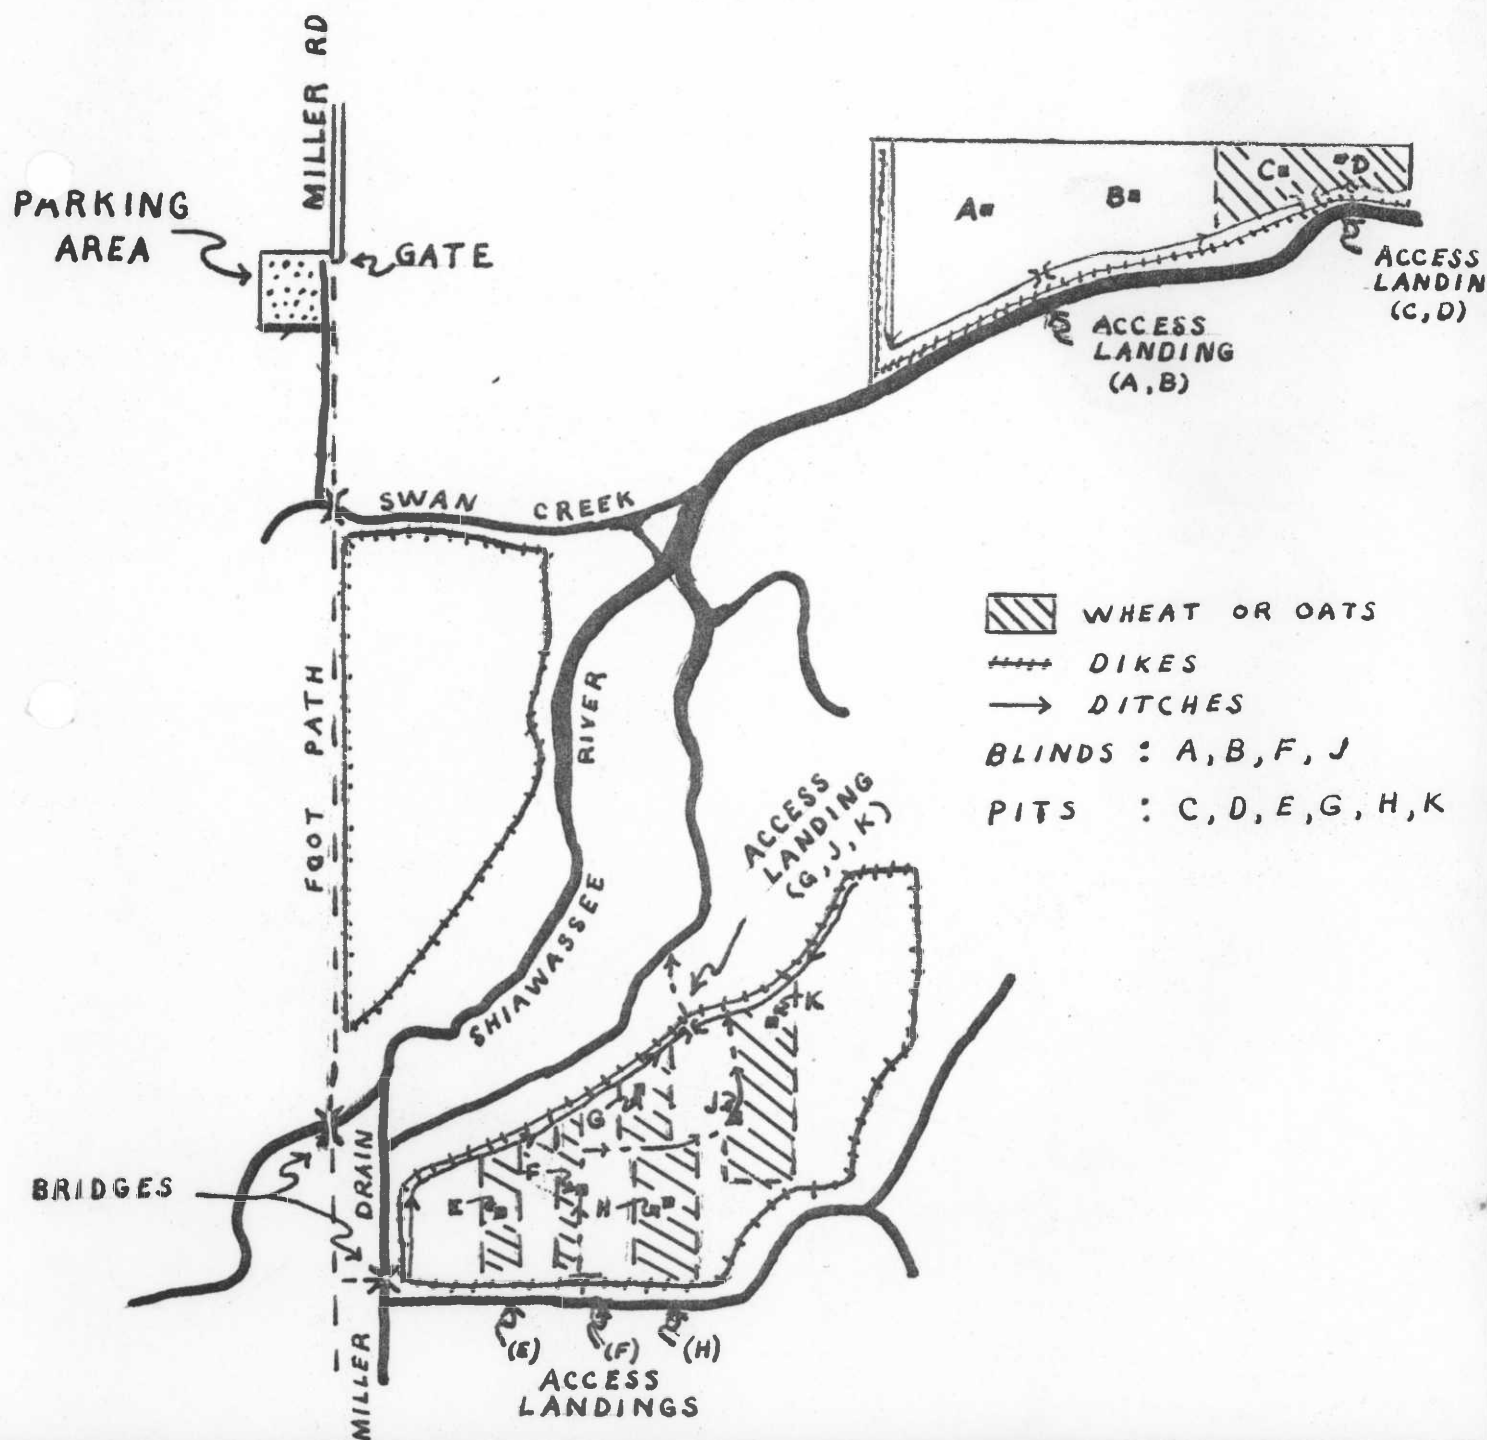 MILLER RD
PARKING
AREA
GATE
A
B
C
D
ACCESS
LANDIN
(C,D)
ACCESS
LANDING
(A,B)
SWAN CREEK
FOOT PATH
RIVER
SHIAWASSEE
WHEAT OR OATS
DIKES
DITCHES
BLINDS : A, B, F, J
PITS : C, D, E, G, H, K
ACCESS
LANDING
(G, J, K)
K
G
J
F
E
H
BRIDGES
DRAIN
MILLER
(E)
(F)
(H)
ACCESS
LANDINGS